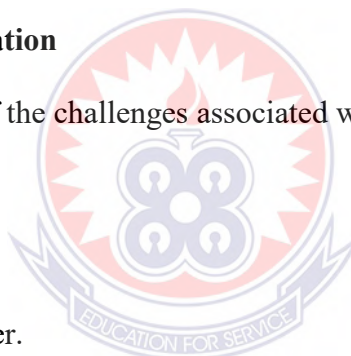 ation
f the challenges associated w
EDUCATION FOR SERVICE
er.